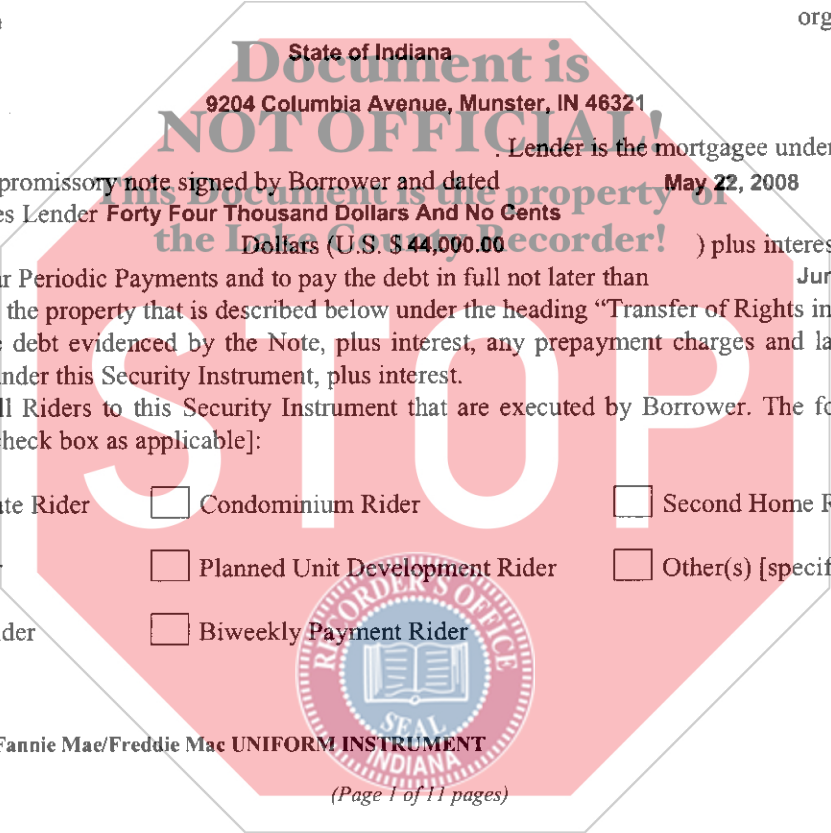 org
State of Indiana
Document is
9204 Columbia Avenue, Munster, IN 46321
NOT OFFICIAL!
. Lender is the mortgagee under
promissory note signed by Borrower and dated May 22, 2008
This Document is the property of
es Lender Forty Four Thousand Dollars And No Cents
the Lake County Recorder!
Dollars (U.S. $ 44,000.00 ) plus interes
ar Periodic Payments and to pay the debt in full not later than Jun
the property that is described below under the heading “Transfer of Rights in
e debt evidenced by the Note, plus interest, any prepayment charges and la
under this Security Instrument, plus interest.
ll Riders to this Security Instrument that are executed by Borrower. The fo
check box as applicable]:
STOP
te Rider Condominium Rider Second Home R
r Planned Unit Development Rider Other(s) [specif
der Biweekly Payment Rider
RECORDER'S OFFICE
SEAL
INDIANA
Fannie Mae/Freddie Mac UNIFORM INSTRUMENT
(Page 1 of 11 pages)